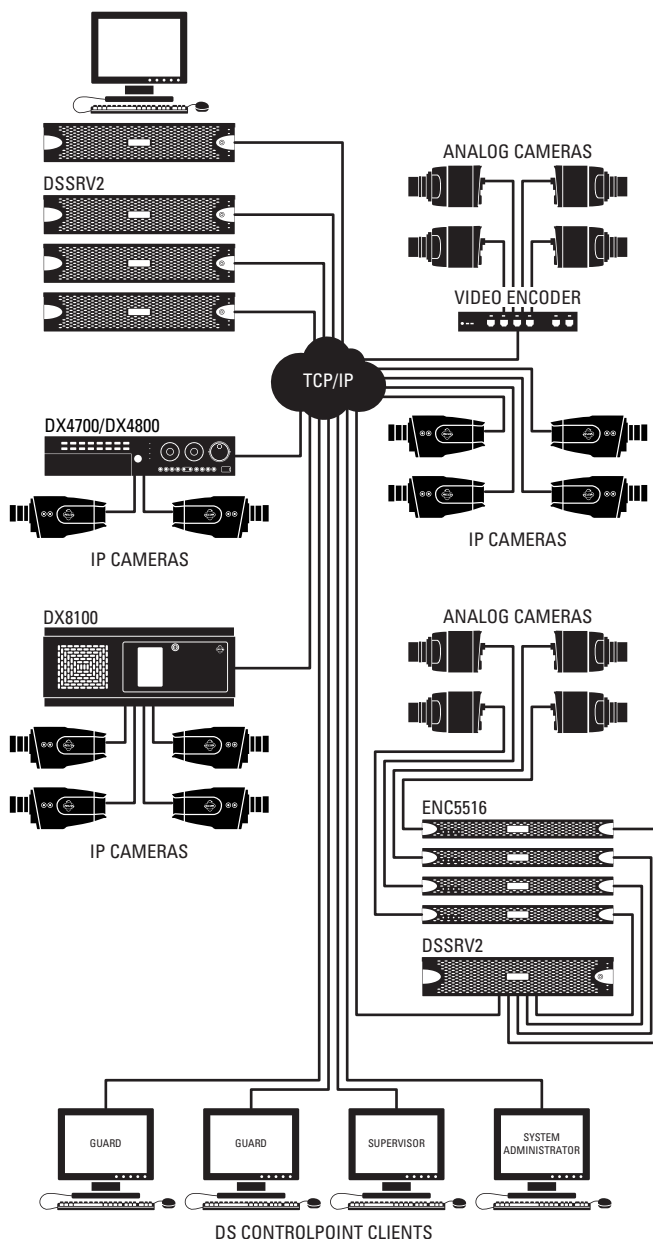 DSSRV2
ANALOG CAMERAS
VIDEO ENCODER
TCP/IP
DX4700/DX4800
IP CAMERAS
IP CAMERAS
DX8100
IP CAMERAS
ANALOG CAMERAS
ENC5516
DSSRV2
GUARD
GUARD
SUPERVISOR
SYSTEM
ADMINISTRATOR
DS CONTROLPOINT CLIENTS